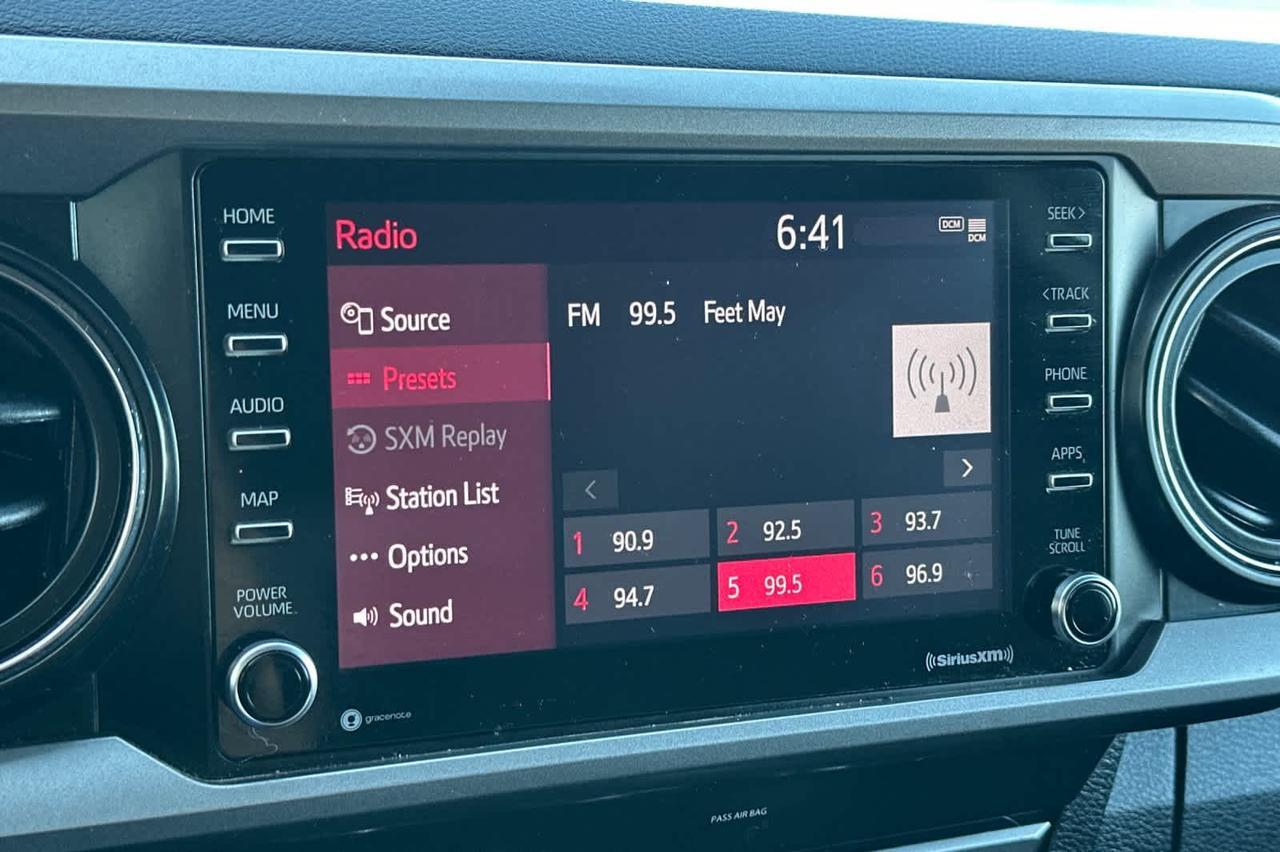 HOME
MENU
AUDIO
MAP
POWER
VOLUME
Radio
6:41
DCM
DCM
Source
Presets
SXM Replay
Station List
Options
Sound
FM 99.5 Feet May
<
>
1 90.9
2 92.5
3 93.7
4 94.7
5 99.5
6 96.9
SEEK>
<TRACK
PHONE
APPS
TUNE
SCROLL
gracenote
((SiriusXM))
PASS AIR BAG